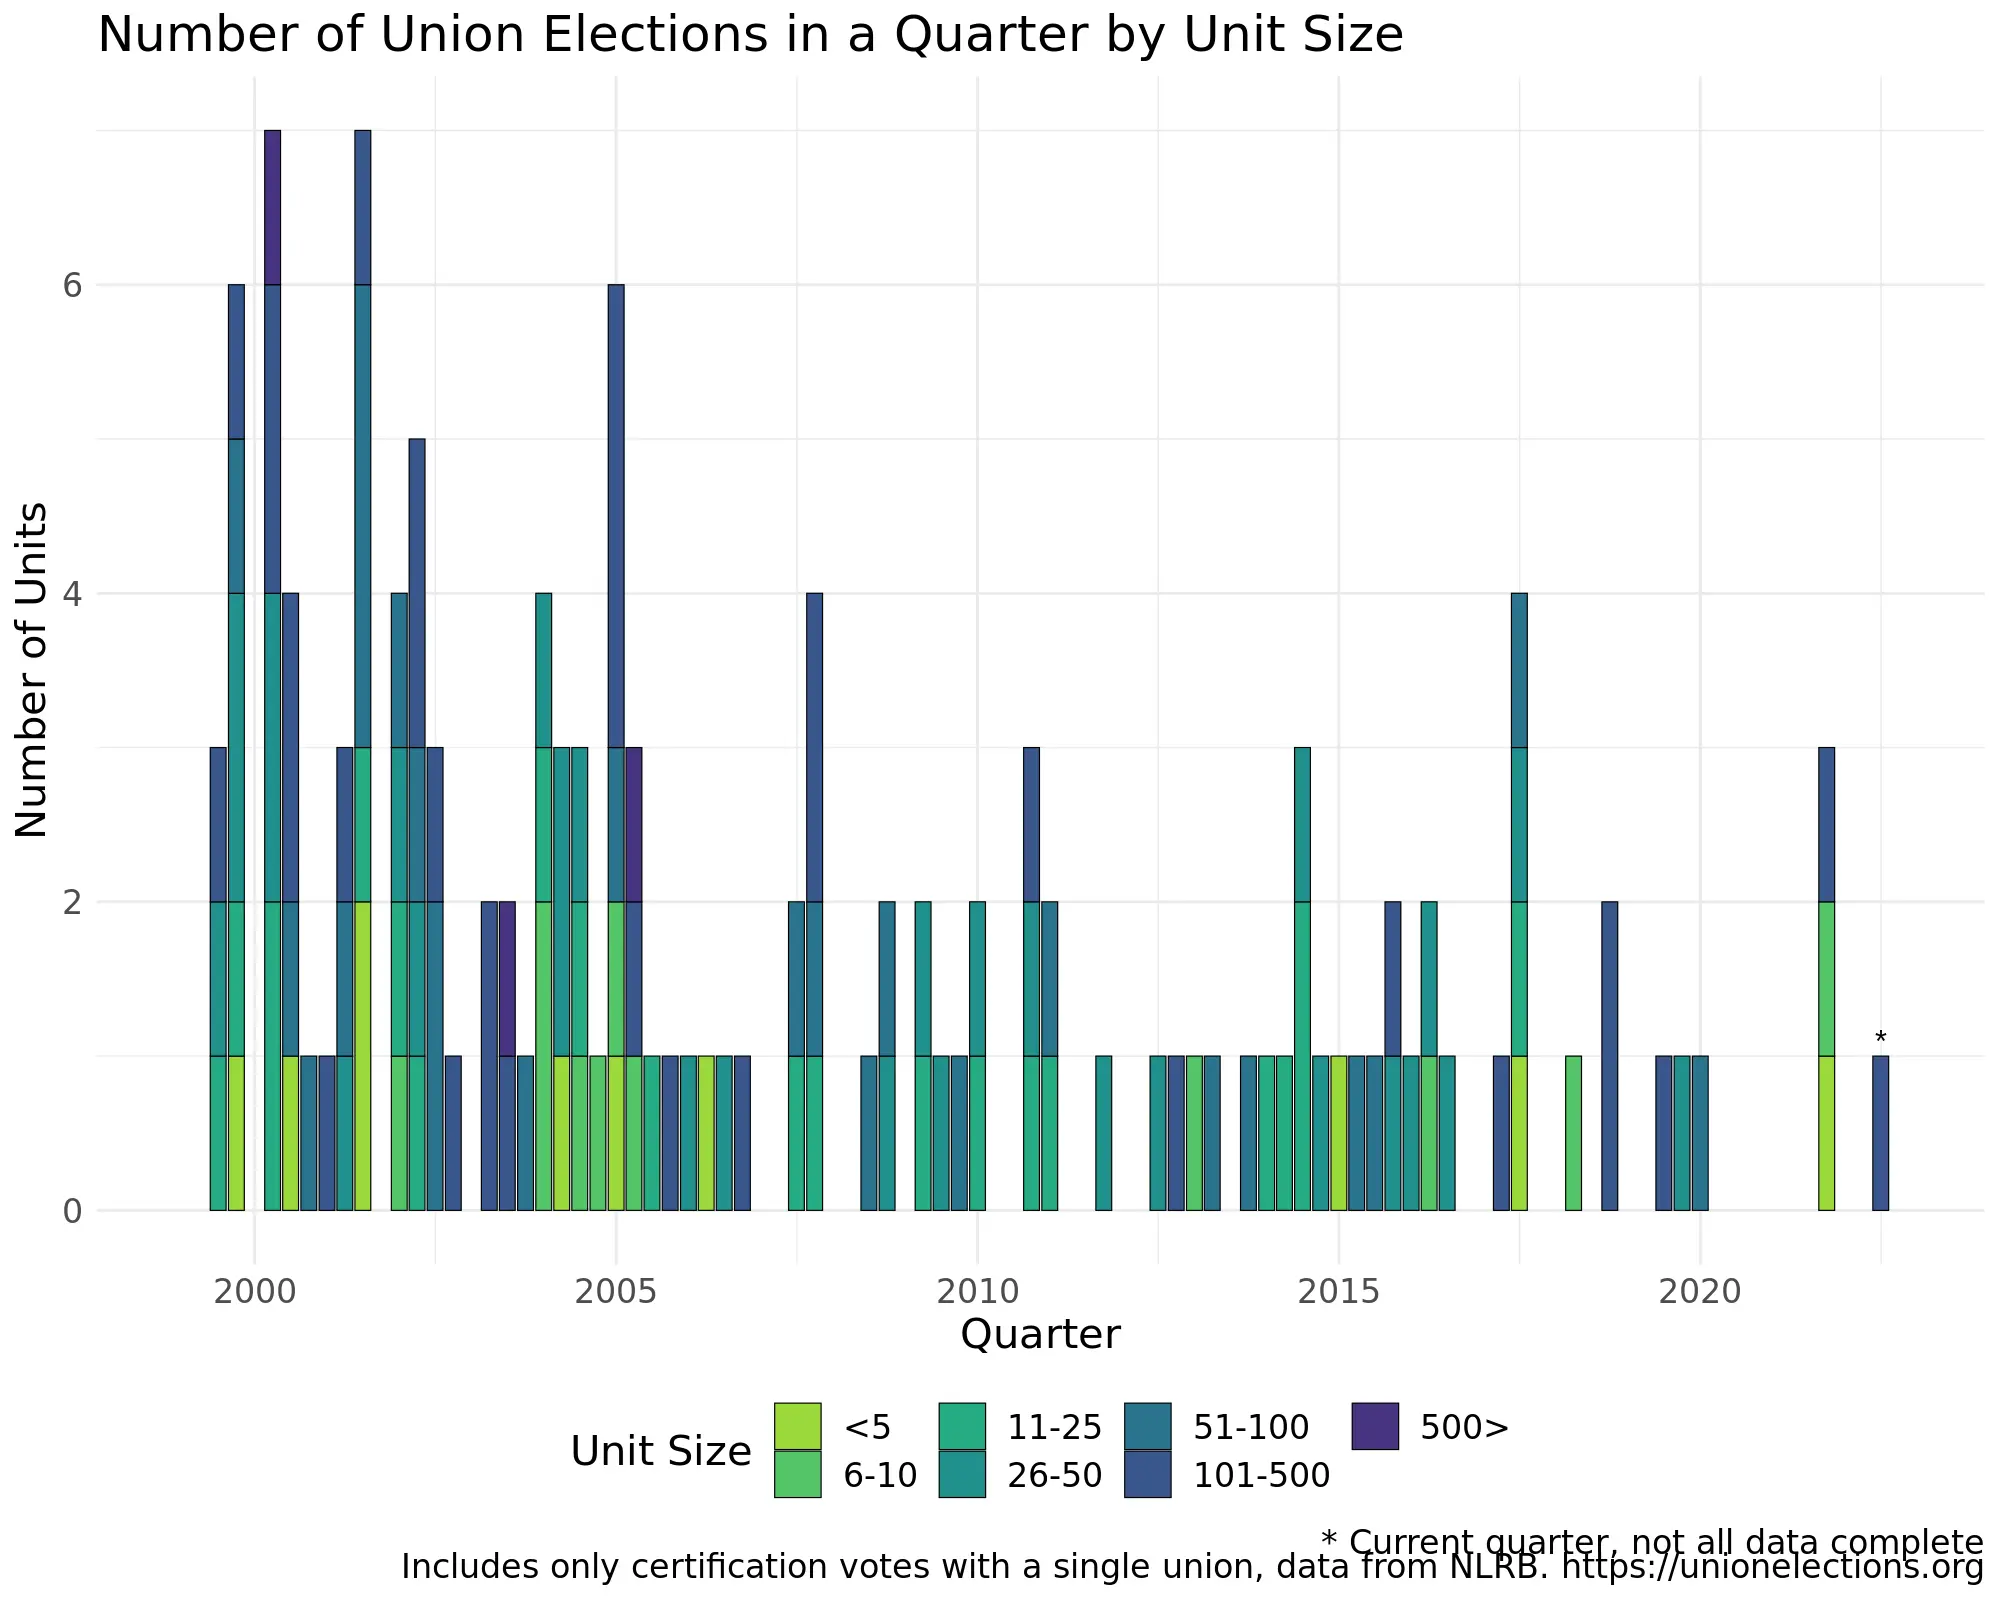 Number of Union Elections in a Quarter by Unit Size
Number of Units
6
4
2
0
*
2000 2005 2010 2015 2020
Quarter
Unit Size
<5 11-25 51-100 500>
6-10 26-50 101-500
* Current quarter, not all data complete
Includes only certification votes with a single union, data from NLRB. https://unionelections.org